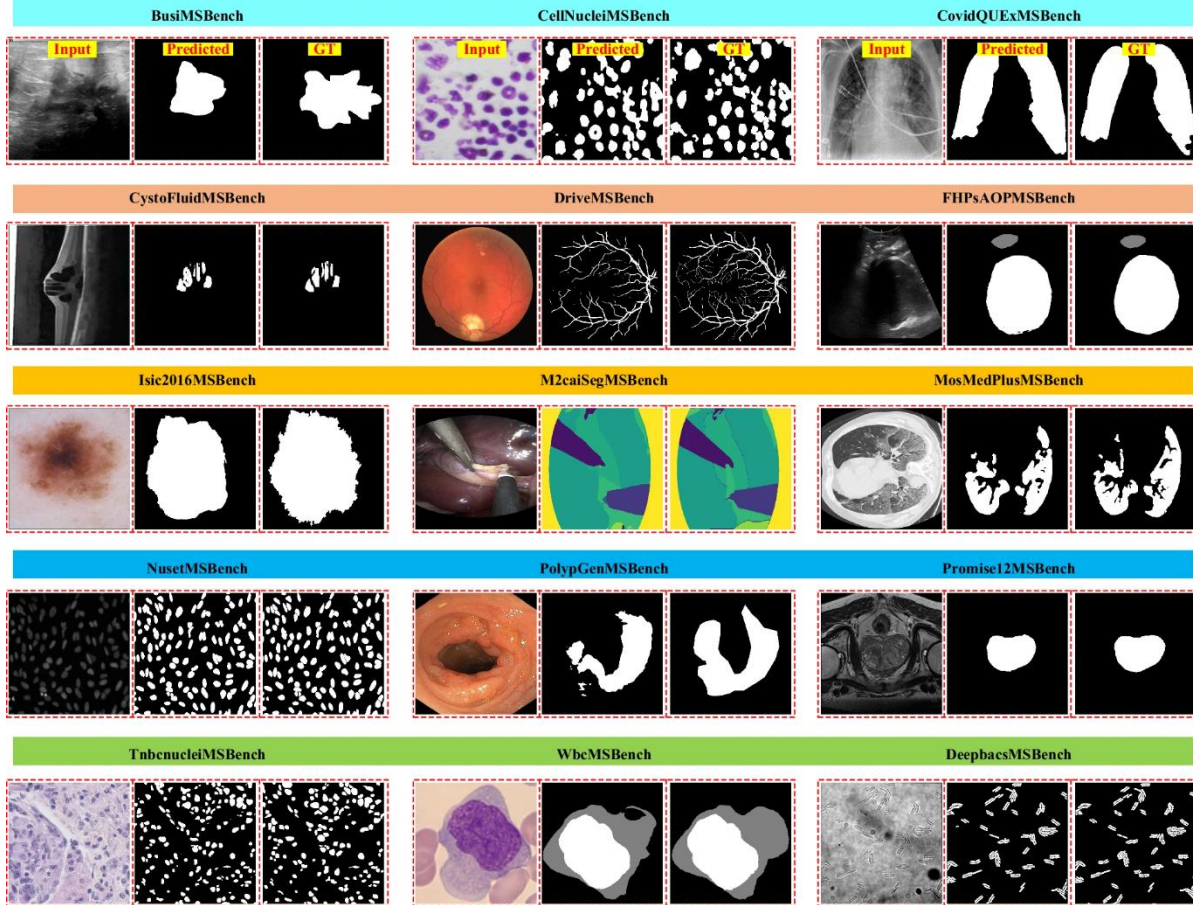 BusiMSBench
CellNucleiMSBench
CovidQUExMSBench
Input
Predicted
GT
Input
Predicted
GT
Input
Predicted
GT
CystoFluidMSBench
DriveMSBench
FHPsAOPMSBench
Isic2016MSBench
M2caiSegMSBench
MosMedPlusMSBench
NusetMSBench
PolypGenMSBench
Promise12MSBench
TnbcnucleiMSBench
WbcMSBench
DeepbacsMSBench